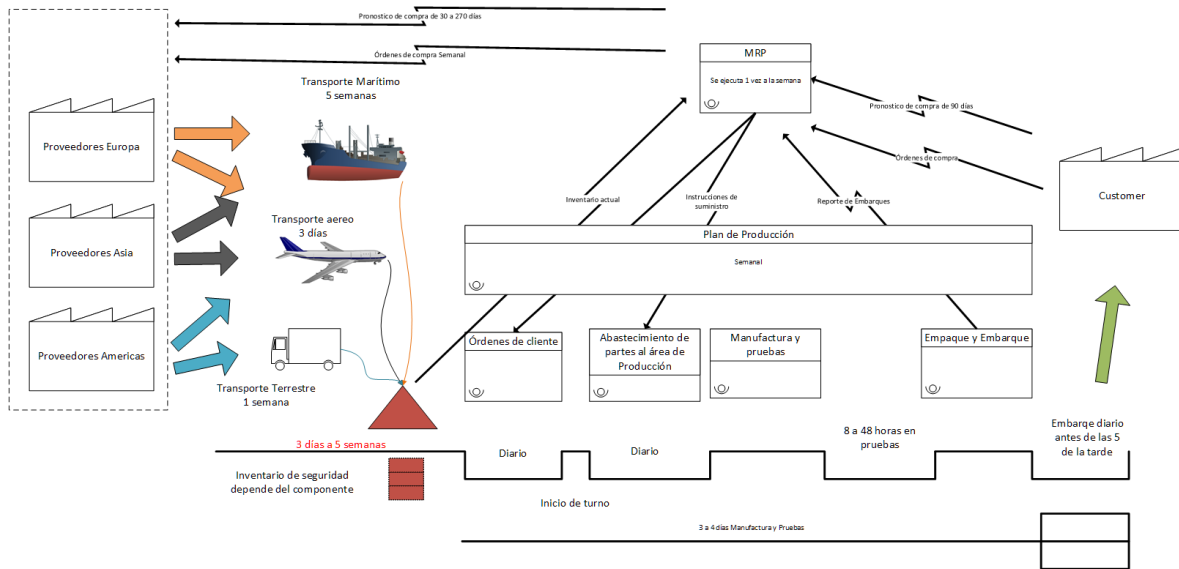 Pronostico de compra de 30 a 270 días
Órdenes de compra Semanal
MRP
Se ejecuta 1 vez a la semana
Pronostico de compra de 90 días
Órdenes de compra
Customer
Transporte Marítimo
5 semanas
Proveedores Europa
Proveedores Asia
Proveedores Americas
Transporte aereo
3 días
Transporte Terrestre
1 semana
Inventario actual
Instrucciones de
suministro
Reporte de Embarques
Plan de Producción
Semanal
Órdenes de cliente
Abastecimiento de
partes al área de
Producción
Manufactura y
pruebas
Empaque y Embarque
3 días a 5 semanas
Inventario de seguridad
depende del componente
Diario
Diario
8 a 48 horas en
pruebas
Embarqe diario
antes de las 5
de la tarde
Inicio de turno
3 a 4 días Manufactura y Pruebas